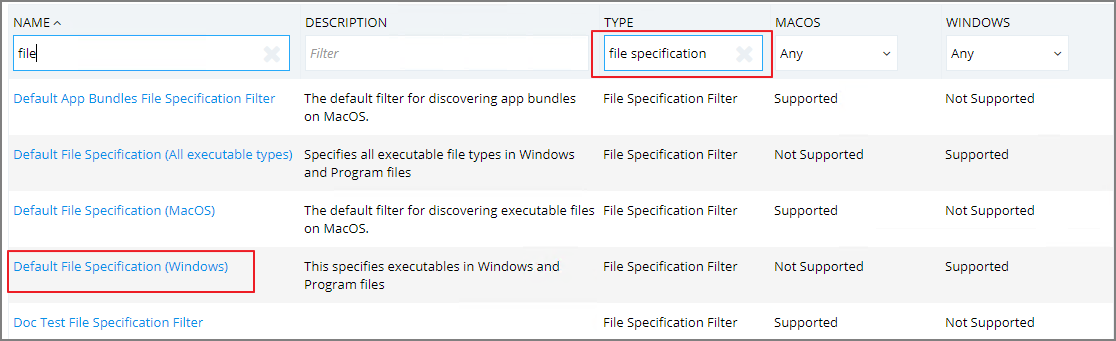 NAME DESCRIPTION TYPE MACOS WINDOWS
file Filter file specification Any Any
Default App Bundles File Specification Filter The default filter for discovering app bundles File Specification Filter Supported Not Supported
on MacOS.
Default File Specification (All executable types) Specifies all executable file types in Windows File Specification Filter Not Supported Supported
and Program files
Default File Specification (MacOS) The default filter for discovering executable files File Specification Filter Supported Not Supported
on MacOS.
Default File Specification (Windows) This specifies executables in Windows and File Specification Filter Not Supported Supported
Program files
Doc Test File Specification Filter File Specification Filter Supported Not Supported